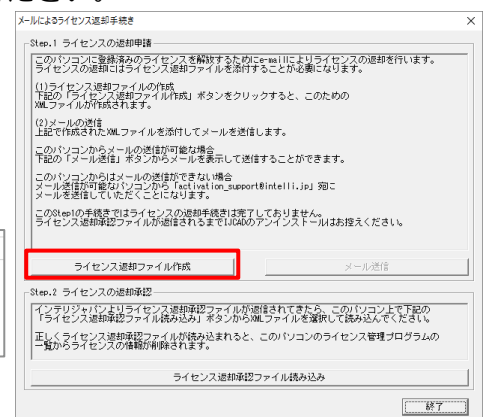 ください。
メールによるライセンス返却手続き
Step.1 ライセンスの返却申請
このパソコンに登録済みのライセンスを解放するためにe-mailによりライセンスの返却を行います。
ライセンスの返却にはライセンス返却ファイルを添付することが必要になります。
(1)ライセンス返却ファイルの作成
下記の「ライセンス返却ファイル作成」ボタンをクリックすると、このための
XMLファイルが作成されます。
(2)メールの送信
上記で作成されたXMLファイルを添付してメールを送信します。
このパソコンからメールの送信が可能な場合
下記の「メール送信」ボタンからメールを表示して送信することができます。
このパソコンからはメールの送信ができない場合
メール送信が可能なパソコンから「activation_support@intelli.jp」宛に
メールを送信していただくことになります。
このStep1の手続きではライセンスの返却手続きは完了しておりません。
ライセンス返却承認ファイルが返信されるまでIJCADのアンインストールはお控えください。
ライセンス返却ファイル作成
メール送信
Step.2 ライセンスの返却承認
インテリジャパンよりライセンス返却承認ファイルが返信されてきたら、このパソコン上で下記の
「ライセンス返却承認ファイル読み込み」ボタンからXMLファイルを選択して読み込んでください。
正しくライセンス返却承認ファイルが読み込まれると、このパソコンのライセンス管理プログラムの
一覧からライセンスの情報が削除されます。
ライセンス返却承認ファイル読み込み
終了